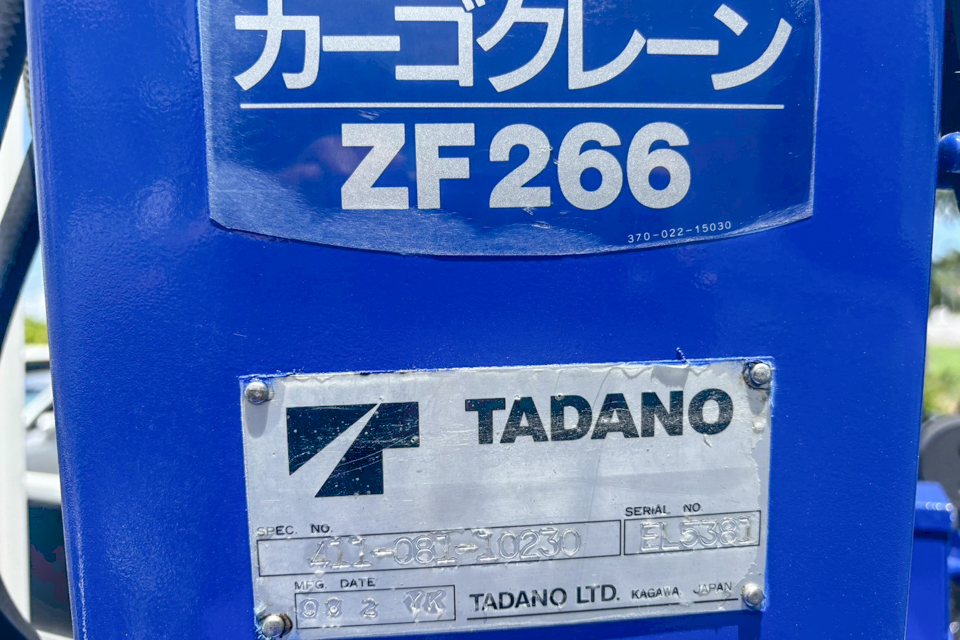 カーゴクレーン
ZF266
370-022-15030
TADANO
SERIAL NO.
SPEC. NO.
411-081-10230
EL5381
MFG. DATE
TADANO LTD. KAGAWA JAPAN